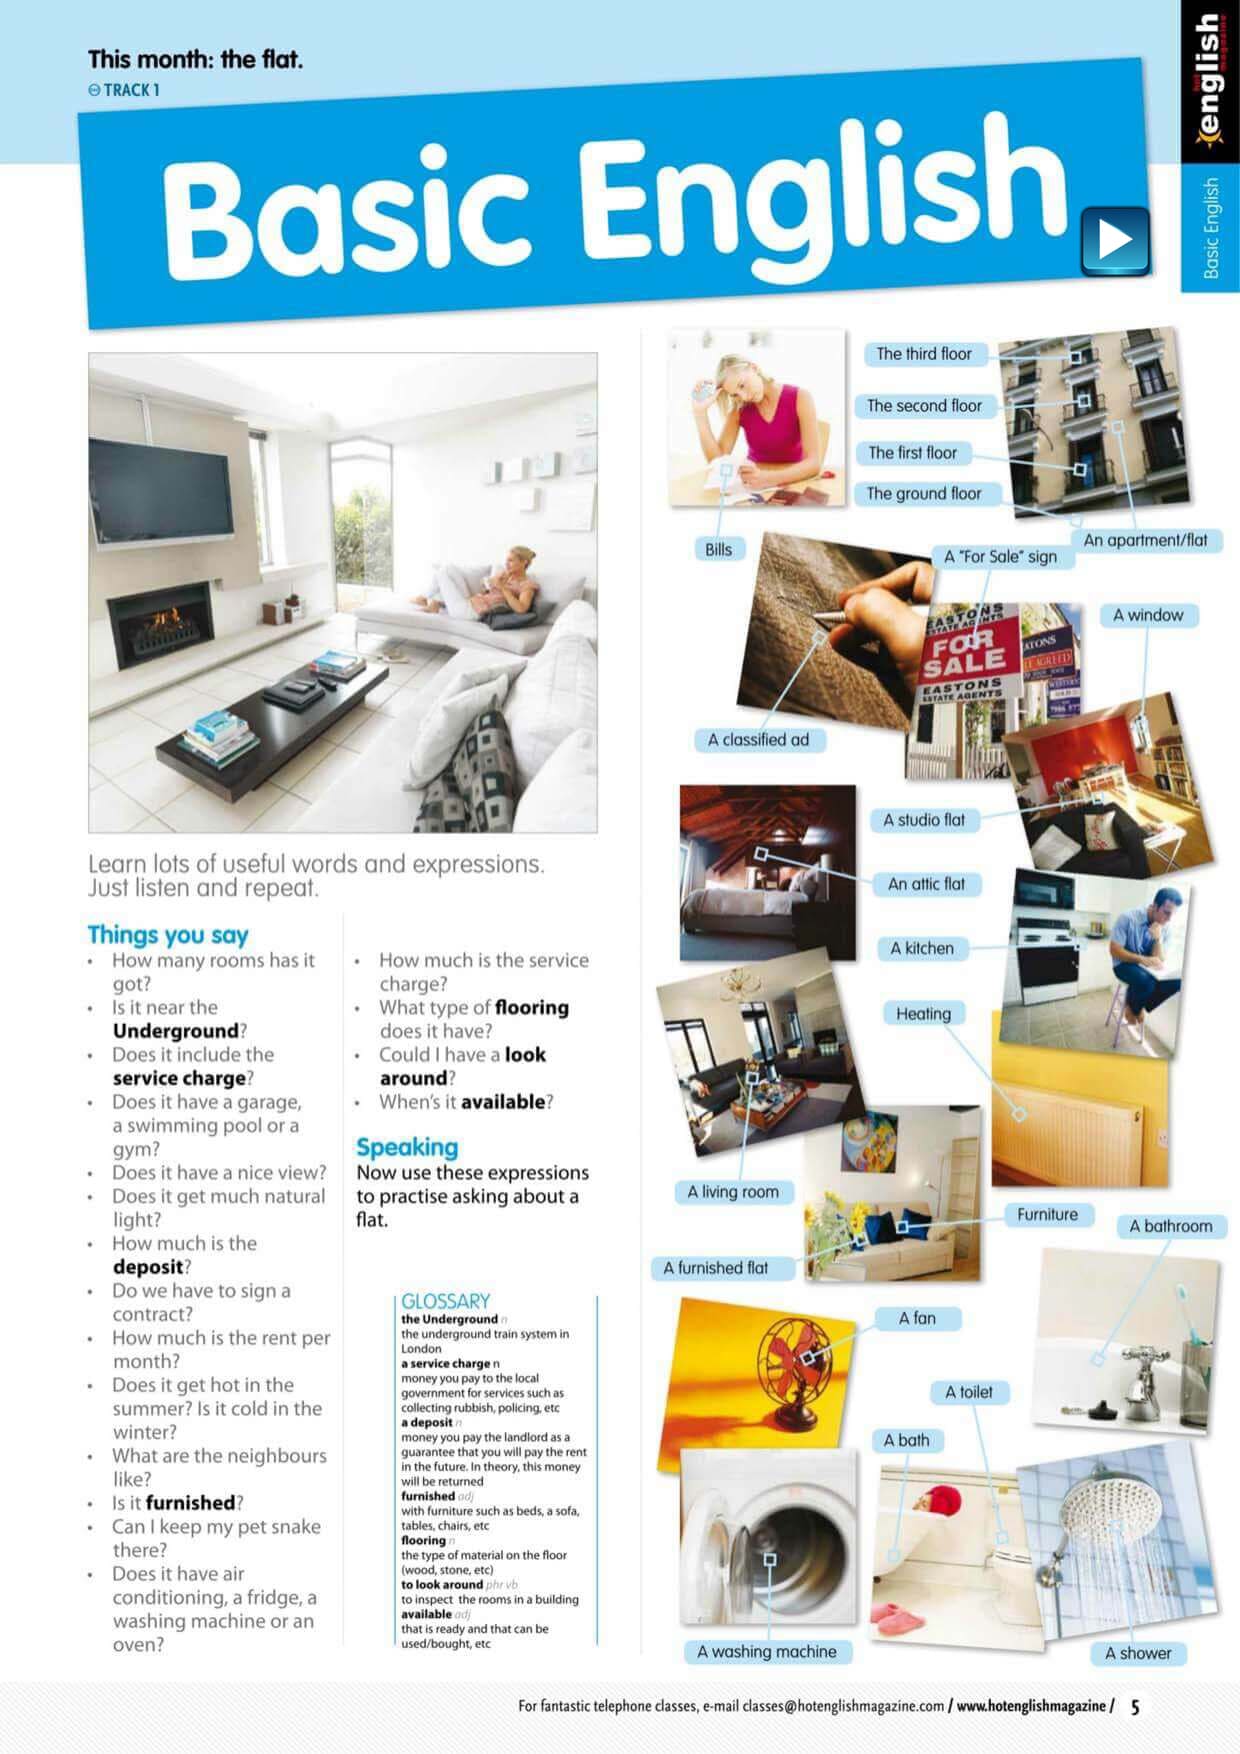 This month: the flat.
TRACK 1
Basic English
hot
english
magazine
Basic English
Learn lots of useful words and expressions.
Just listen and repeat.
Things you say
• How many rooms has it
got?
• Is it near the
Underground?
• Does it include the
service charge?
• Does it have a garage,
a swimming pool or a
gym?
• Does it have a nice view?
• Does it get much natural
light?
• How much is the
deposit?
• Do we have to sign a
contract?
• How much is the rent per
month?
• Does it get hot in the
summer? Is it cold in the
winter?
• What are the neighbours
like?
• Is it furnished?
• Can I keep my pet snake
there?
• Does it have air
conditioning, a fridge, a
washing machine or an
oven?
• How much is the service
charge?
• What type of flooring
does it have?
• Could I have a look
around?
• When's it available?
Speaking
Now use these expressions
to practise asking about a
flat.
GLOSSARY
the Underground n
the underground train system in
London
a service charge n
money you pay to the local
government for services such as
collecting rubbish, policing, etc
a deposit n
money you pay the landlord as a
guarantee that you will pay the rent
in the future. In theory, this money
will be returned
furnished adj
with furniture such as beds, a sofa,
tables, chairs, etc
flooring n
the type of material on the floor
(wood, stone, etc)
to look around phr vb
to inspect the rooms in a building
available adj
that is ready and that can be
used/bought, etc
The third floor
The second floor
The first floor
The ground floor
An apartment/flat
Bills
A "For Sale" sign
EASTONS
ESTATE AGENTS
FOR
SALE
EASTONS
ESTATE AGENTS
A window
A classified ad
A studio flat
An attic flat
A kitchen
Heating
A living room
Furniture
A bathroom
A furnished flat
A fan
A toilet
A bath
A washing machine
A shower
For fantastic telephone classes, e-mail classes@hotenglishmagazine.com / www.hotenglishmagazine / 5